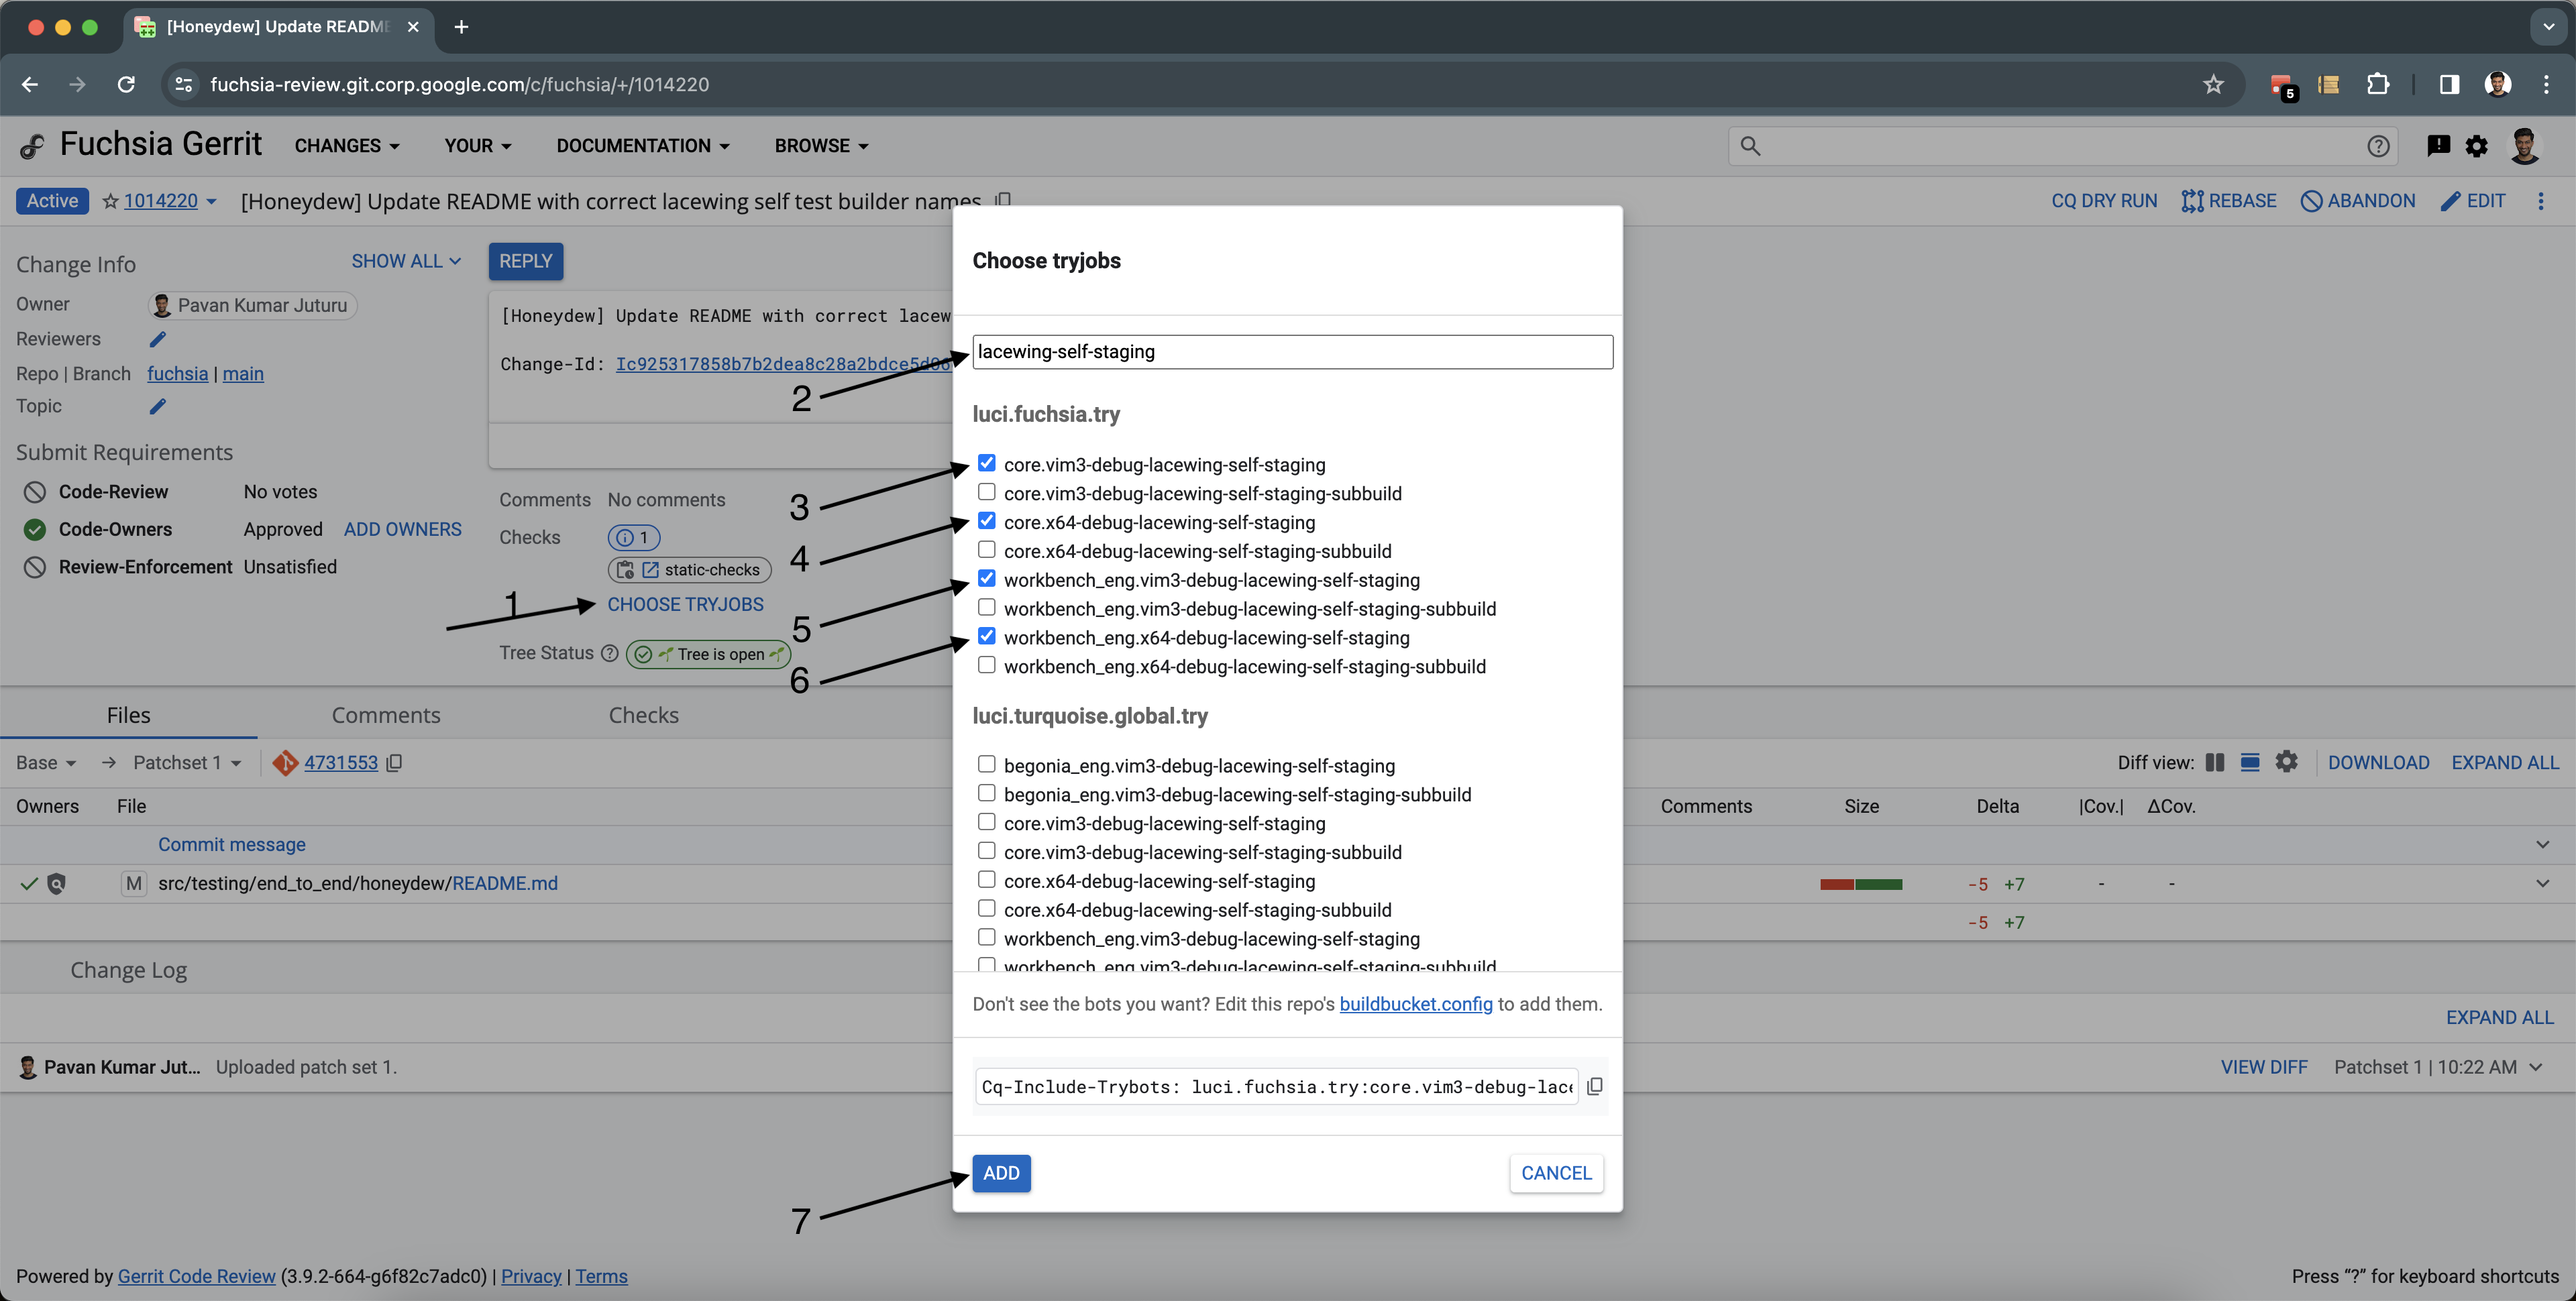 [Honeydew] Update README
fuchsia-review.git.corp.google.com/c/fuchsia/+/1014220
5
Fuchsia Gerrit CHANGES YOUR DOCUMENTATION BROWSE
Active 1014220 [Honeydew] Update README with correct lacewing self test builder names
CQ DRY RUN REBASE ABANDON EDIT
Change Info SHOW ALL
Owner Pavan Kumar Juturu
Reviewers
Repo | Branch fuchsia | main
Topic
Submit Requirements
Code-Review No votes
Code-Owners Approved ADD OWNERS
Review-Enforcement Unsatisfied
REPLY
[Honeydew] Update README with correct lacew
Change-Id: Ic925317858b7b2dea8c28a2bdce5d06
Comments No comments
Checks 1
static-checks
CHOOSE TRYJOBS
Tree Status Tree is open
1
2
3
4
5
6
7
Choose tryjobs
lacewing-self-staging
luci.fuchsia.try
core.vim3-debug-lacewing-self-staging
core.vim3-debug-lacewing-self-staging-subbuild
core.x64-debug-lacewing-self-staging
core.x64-debug-lacewing-self-staging-subbuild
workbench_eng.vim3-debug-lacewing-self-staging
workbench_eng.vim3-debug-lacewing-self-staging-subbuild
workbench_eng.x64-debug-lacewing-self-staging
workbench_eng.x64-debug-lacewing-self-staging-subbuild
luci.turquoise.global.try
begonia_eng.vim3-debug-lacewing-self-staging
begonia_eng.vim3-debug-lacewing-self-staging-subbuild
core.vim3-debug-lacewing-self-staging
core.vim3-debug-lacewing-self-staging-subbuild
core.x64-debug-lacewing-self-staging
core.x64-debug-lacewing-self-staging-subbuild
workbench_eng.vim3-debug-lacewing-self-staging
workbench_eng.vim3-debug-lacewing-self-staging-subbuild
Don't see the bots you want? Edit this repo's buildbucket.config to add them.
Cq-Include-Trybots: luci.fuchsia.try:core.vim3-debug-lace
ADD CANCEL
Files Comments Checks
Base → Patchset 1 4731553
Diff view: DOWNLOAD EXPAND ALL
Owners File Comments Size Delta |Cov.| ΔCov.
Commit message
M src/testing/end_to_end/honeydew/README.md -5 +7 - -
-5 +7
Change Log
EXPAND ALL
Pavan Kumar Jut... Uploaded patch set 1. VIEW DIFF Patchset 1 | 10:22 AM
Powered by Gerrit Code Review (3.9.2-664-g6f82c7adc0) | Privacy | Terms
Press “?” for keyboard shortcuts